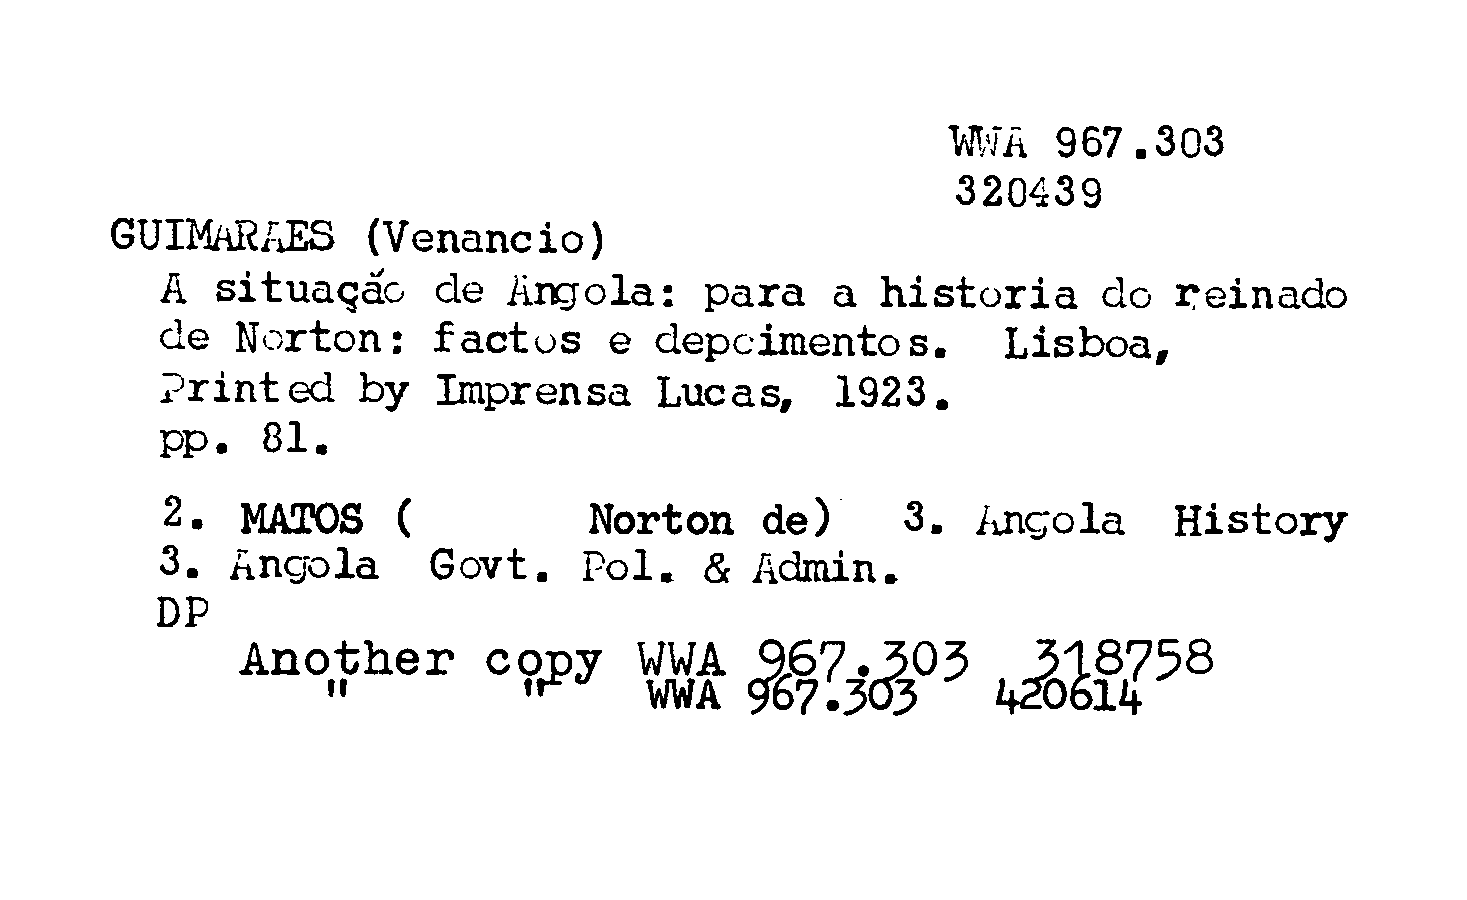 WWA 967.303
320439
GUIMARAES (Venancio)
A situação de Angola: para a historia do reinado
de Norton: factos e depoimentos. Lisboa,
Printed by Imprensa Lucas, 1923.
pp. 81.
2. MATOS ( Norton de) 3. Angola History
3. Angola Govt. Pol. & Admin.
DP
Another copy WWA 967.303 318758
" " WWA 967.303 420614